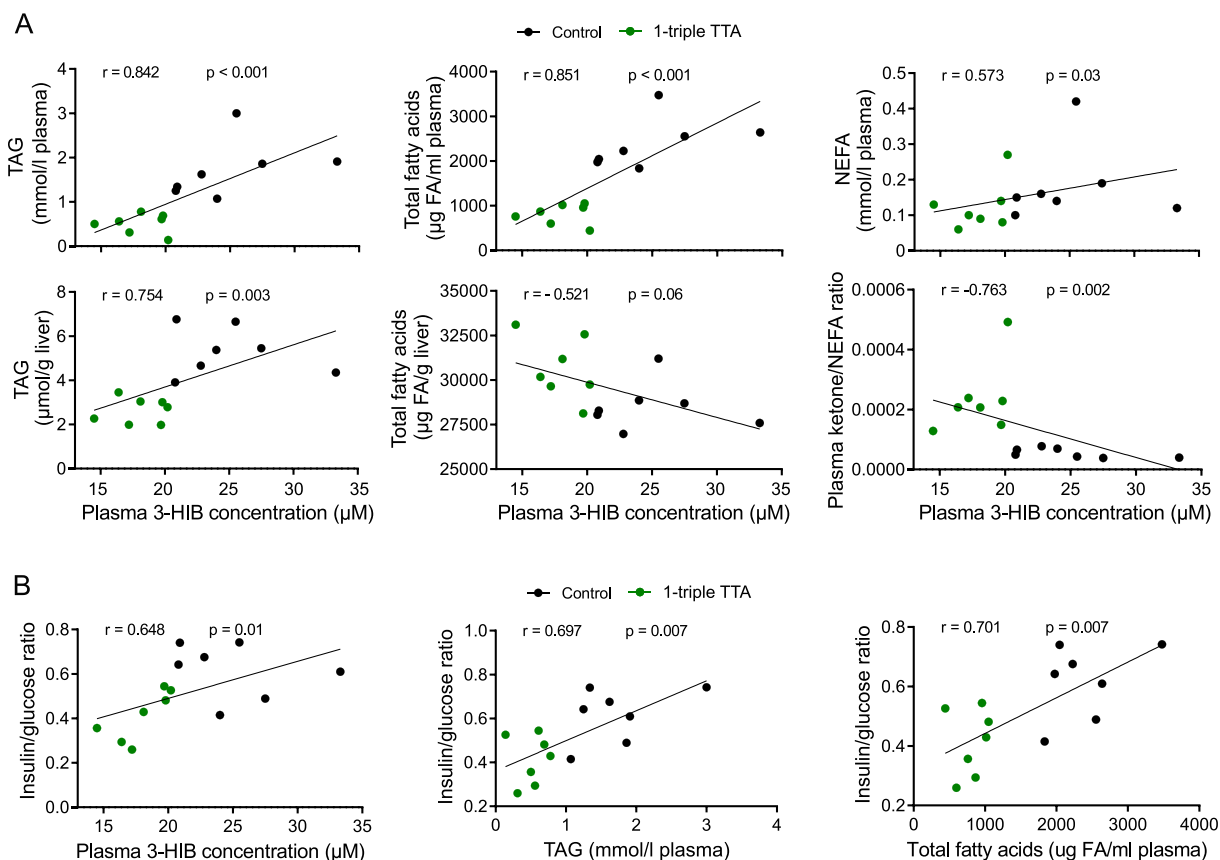 A
Control
1-triple TTA
TAG
(mmol/l plasma)
r = 0.842
p < 0.001
4
3
2
1
0
Total fatty acids
(µg FA/ml plasma)
r = 0.851
p < 0.001
4000
3000
2000
1000
0
NEFA
(mmol/l plasma)
r = 0.573
p = 0.03
0.5
0.4
0.3
0.2
0.1
0.0
TAG
(µmol/g liver)
r = 0.754
p = 0.003
8
6
4
2
0
15 20 25 30 35
Plasma 3-HIB concentration (µM)
Total fatty acids
(µg FA/g liver)
r = - 0.521
p = 0.06
35000
32500
30000
27500
25000
15 20 25 30 35
Plasma 3-HIB concentration (µM)
Plasma ketone/NEFA ratio
r = -0.763
p = 0.002
0.0006
0.0004
0.0002
0.0000
15 20 25 30 35
Plasma 3-HIB concentration (µM)
B
Control
1-triple TTA
Insulin/glucose ratio
r = 0.648
p = 0.01
0.8
0.6
0.4
0.2
0.0
15 20 25 30 35
Plasma 3-HIB concentration (µM)
Insulin/glucose ratio
r = 0.697
p = 0.007
1.0
0.8
0.6
0.4
0.2
0 1 2 3 4
TAG (mmol/l plasma)
Insulin/glucose ratio
r = 0.701
p = 0.007
0.8
0.6
0.4
0.2
0 1000 2000 3000 4000
Total fatty acids (ug FA/ml plasma)